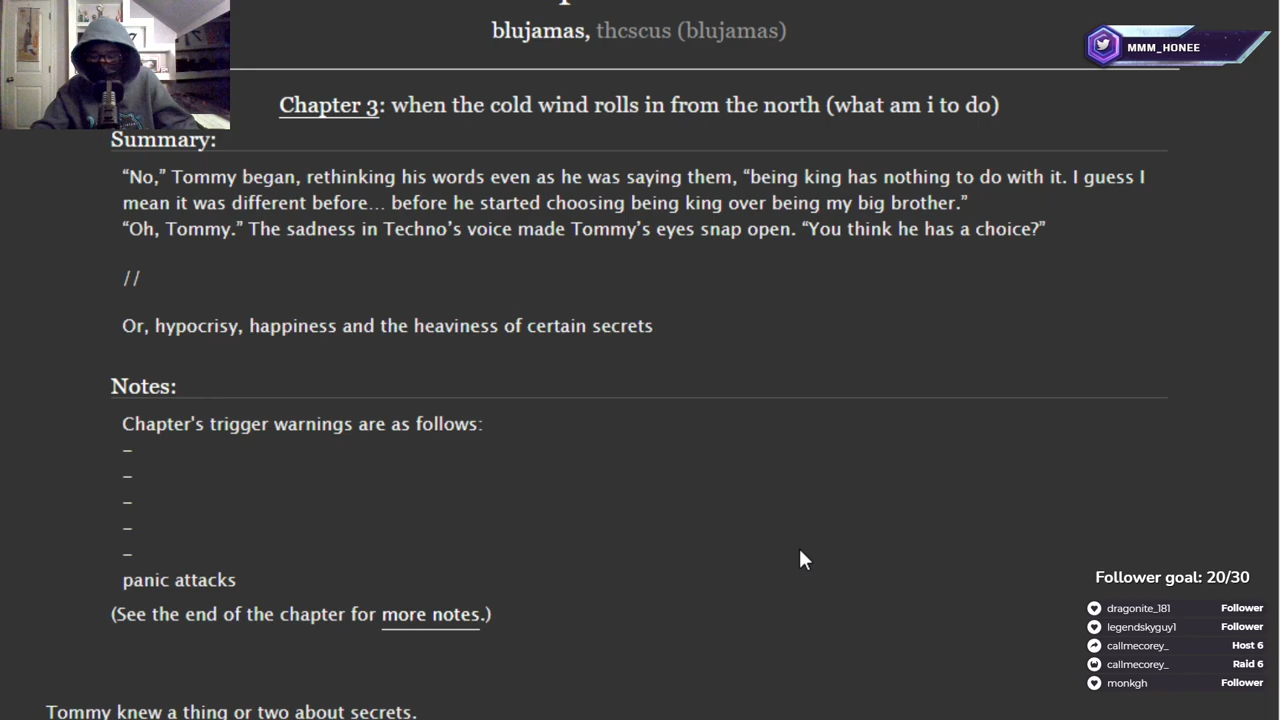 blujamas, thcscus (blujamas)
MMM_HONEE
Chapter 3: when the cold wind rolls in from the north (what am i to do)
Summary:
“No,” Tommy began, rethinking his words even as he was saying them, “being king has nothing to do with it. I guess I
mean it was different before… before he started choosing being king over being my big brother.”
“Oh, Tommy.” The sadness in Techno’s voice made Tommy’s eyes snap open. “You think he has a choice?”
//
Or, hypocrisy, happiness and the heaviness of certain secrets
Notes:
Chapter's trigger warnings are as follows:
–
–
–
–
–
panic attacks
(See the end of the chapter for more notes.)
Follower goal: 20/30
dragonite_181 Follower
legendskyguy1 Follower
callmecorey_ Host 6
callmecorey_ Raid 6
monkgh Follower
Tommy knew a thing or two about secrets.